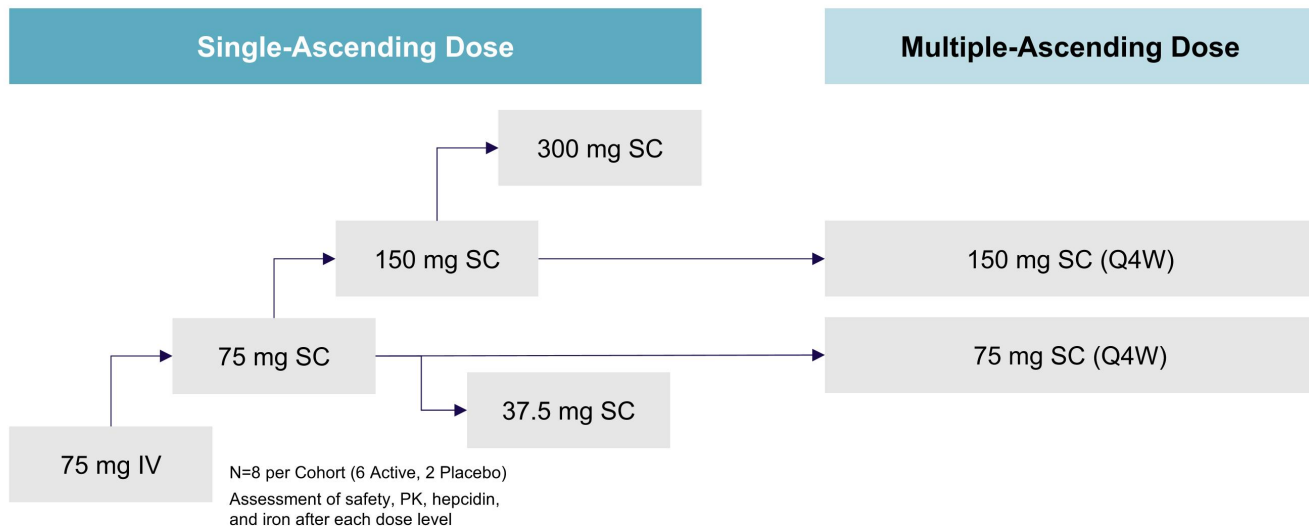 Single-Ascending Dose
Multiple-Ascending Dose
300 mg SC
150 mg SC
150 mg SC (Q4W)
75 mg SC
75 mg SC (Q4W)
37.5 mg SC
75 mg IV
N=8 per Cohort (6 Active, 2 Placebo)
Assessment of safety, PK, hepcidin,
and iron after each dose level